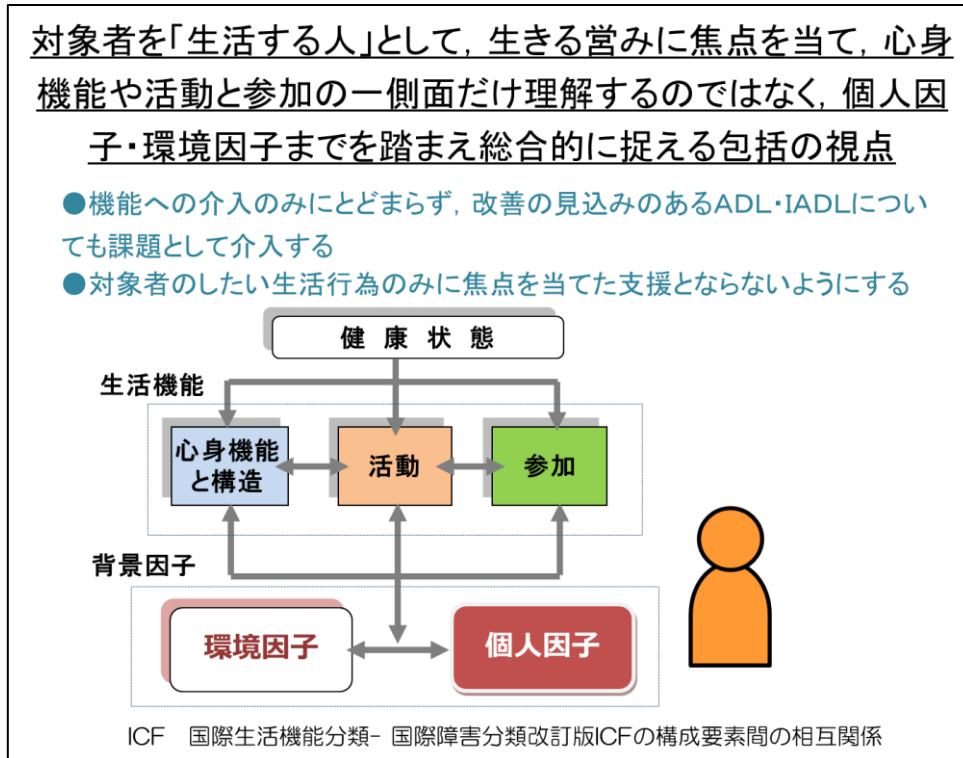 対象者を「生活する人」として，生きる営みに焦点を当て，心身
機能や活動と参加の一側面だけ理解するのではなく，個人因
子・環境因子までを踏まえ総合的に捉える包括の視点
●機能への介入のみにとどまらず，改善の見込みのあるADL・IADLについ
ても課題として介入する
●対象者のしたい生活行為のみに焦点を当てた支援とならないようにする
健 康 状 態
生活機能
心身機能
と構造
活動
参加
背景因子
環境因子
個人因子
ICF　国際生活機能分類- 国際障害分類改訂版ICFの構成要素間の相互関係